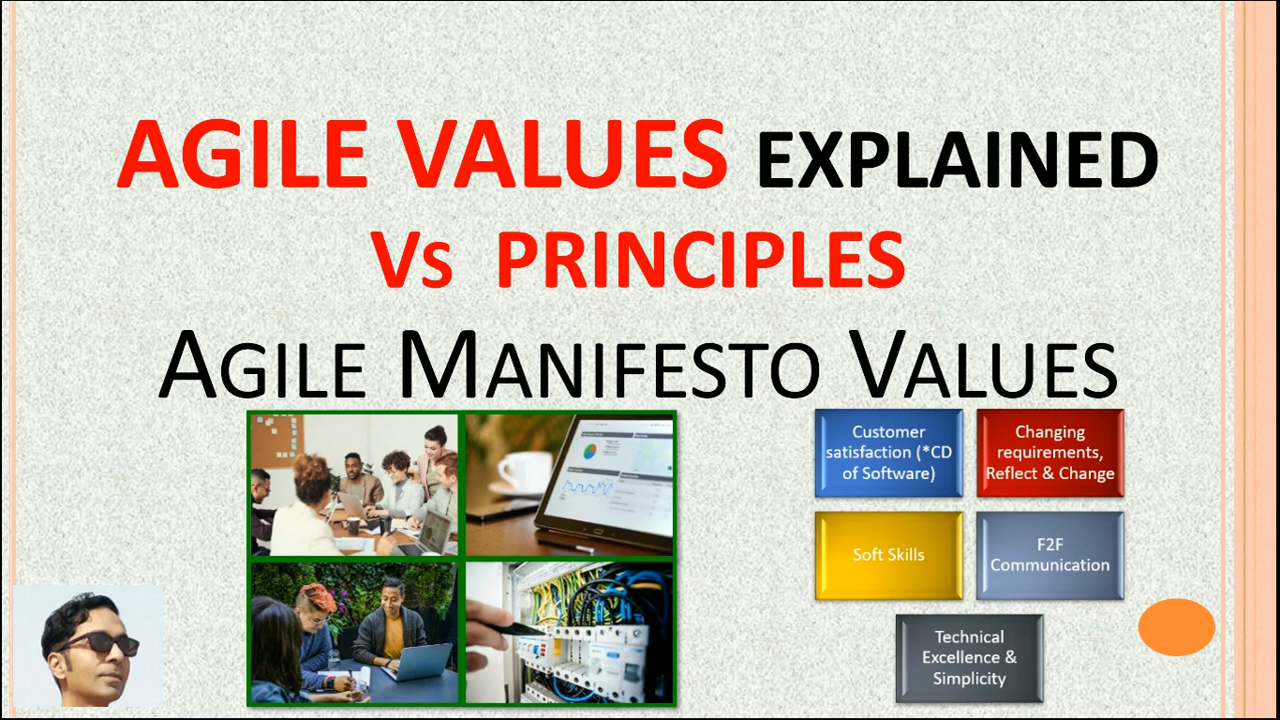 AGILE VALUES EXPLAINED
Vs PRINCIPLES
AGILE MANIFESTO VALUES
Customer
satisfaction (*CD
of Software)
Changing
requirements,
Reflect & Change
Soft Skills
F2F
Communication
Technical
Excellence &
Simplicity